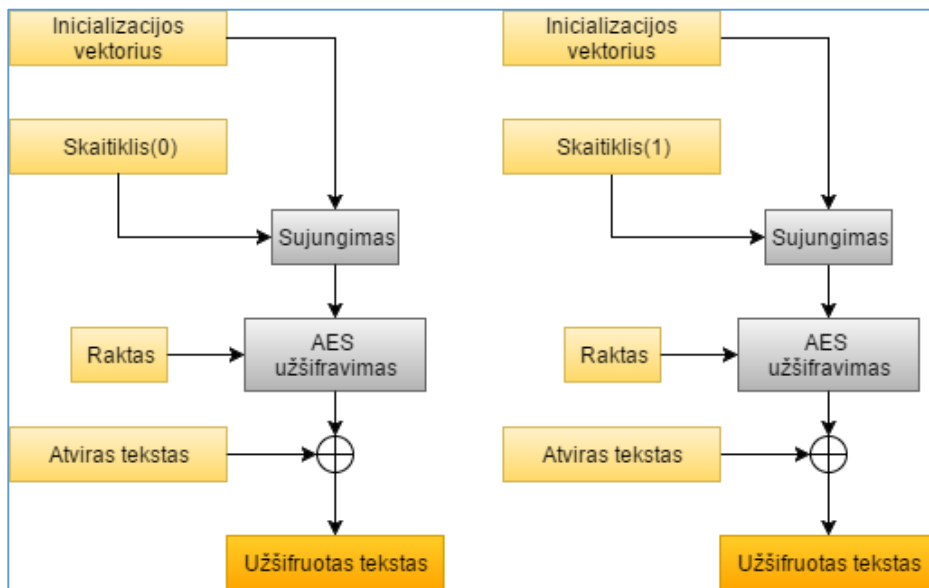 Inicializacijos
vektorius
Skaitiklis(0)
Sujungimas
Raktas
AES
užšifravimas
Atviras tekstas
Užšifruotas tekstas
Inicializacijos
vektorius
Skaitiklis(1)
Sujungimas
Raktas
AES
užšifravimas
Atviras tekstas
Užšifruotas tekstas